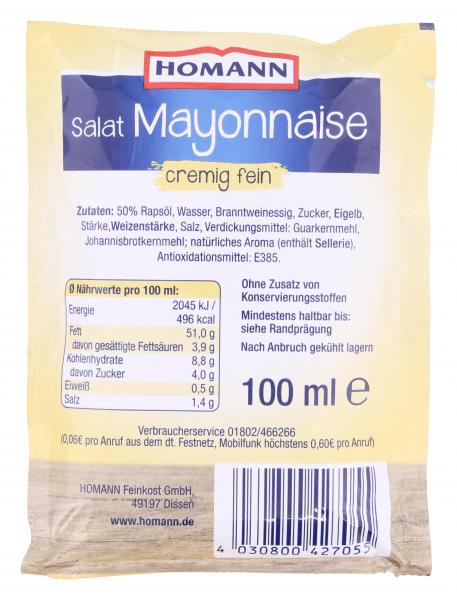 HOMANN
Salat Mayonnaise
cremig fein
Zutaten: 50% Rapsöl, Wasser, Branntweinessig, Zucker, Eigelb,
Stärke, Weizenstärke, Salz, Verdickungsmittel: Guarkernmehl,
Johannisbrotkernmehl; natürliches Aroma (enthält Sellerie),
Antioxidationsmittel: E385.
Ø Nährwerte pro 100 ml:
Energie 2045 kJ /
496 kcal
Fett 51,0 g
davon gesättigte Fettsäuren 3,9 g
Kohlenhydrate 8,8 g
davon Zucker 4,0 g
Eiweiß 0,5 g
Salz 1,4 g
Ohne Zusatz von
Konservierungsstoffen
Mindestens haltbar bis:
siehe Randprägung
Nach Anbruch gekühlt lagern
100 ml e
Verbraucherservice 01802/466266
(0,06€ pro Anruf aus dem dt. Festnetz, Mobilfunk höchstens 0,60€ pro Anruf)
HOMANN Feinkost GmbH,
49197 Dissen
www.homann.de
4 030800 427055